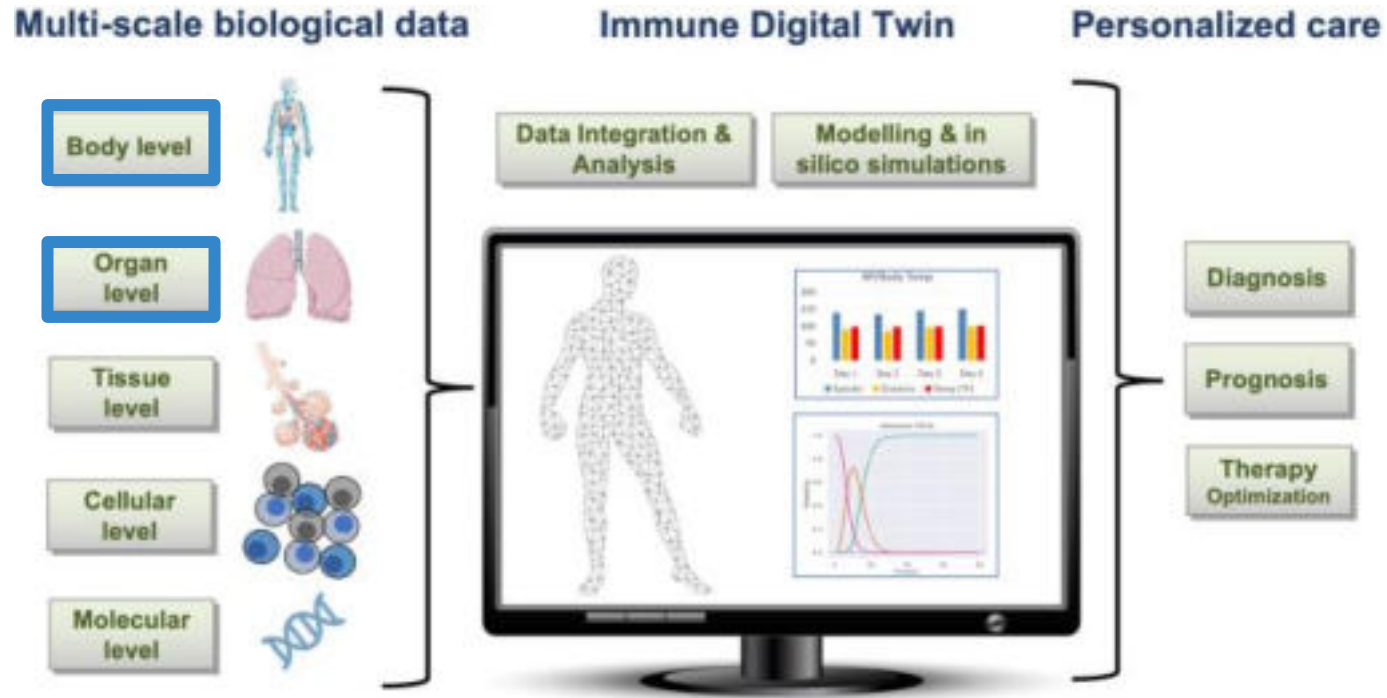 Multi-scale biological data
Immune Digital Twin
Personalized care
Body level
Organ
level
Tissue
level
Cellular
level
Molecular
level
Data Integration &
Analysis
Modelling & in
silico simulations
Day 1
Day 2
Day 3
Day 4
Diagnosis
Prognosis
Therapy
Optimization